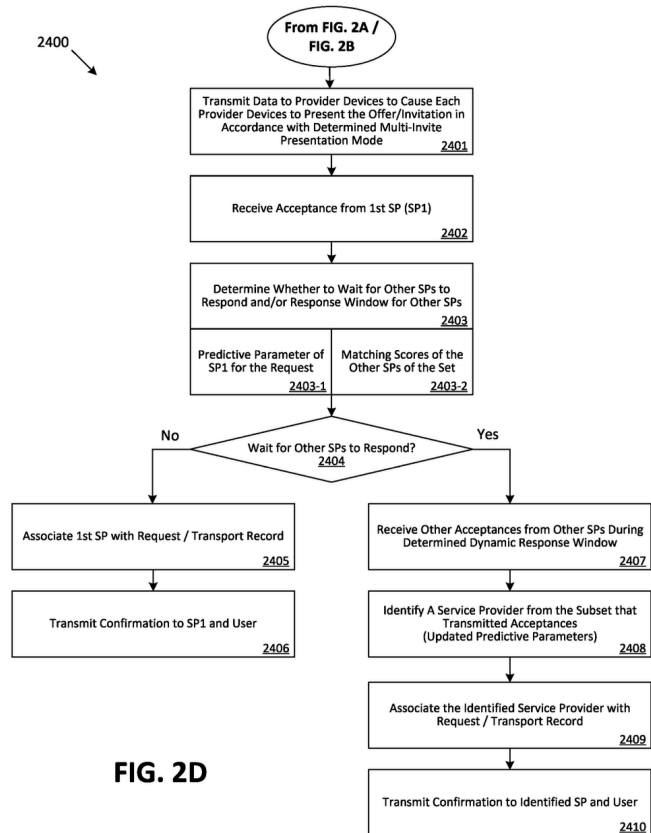 From FIG. 2A /
FIG. 2B
2400
Transmit Data to Provider Devices to Cause Each
Provider Devices to Present the Offer/Invitation in
Accordance with Determined Multi-Invite
Presentation Mode
2401
Receive Acceptance from 1st SP (SP1)
2402
Determine Whether to Wait for Other SPs to
Respond and/or Response Window for Other SPs
2403
Predictive Parameter of
SP1 for the Request
2403-1
Matching Scores of the
Other SPs of the Set
2403-2
No
Wait for Other SPs to Respond?
2404
Yes
Associate 1st SP with Request / Transport Record
2405
Transmit Confirmation to SP1 and User
2406
Receive Other Acceptances from Other SPs During
Determined Dynamic Response Window
2407
Identify A Service Provider from the Subset that
Transmitted Acceptances
(Updated Predictive Parameters)
2408
Associate the Identified Service Provider with
Request / Transport Record
2409
Transmit Confirmation to Identified SP and User
2410
FIG. 2D